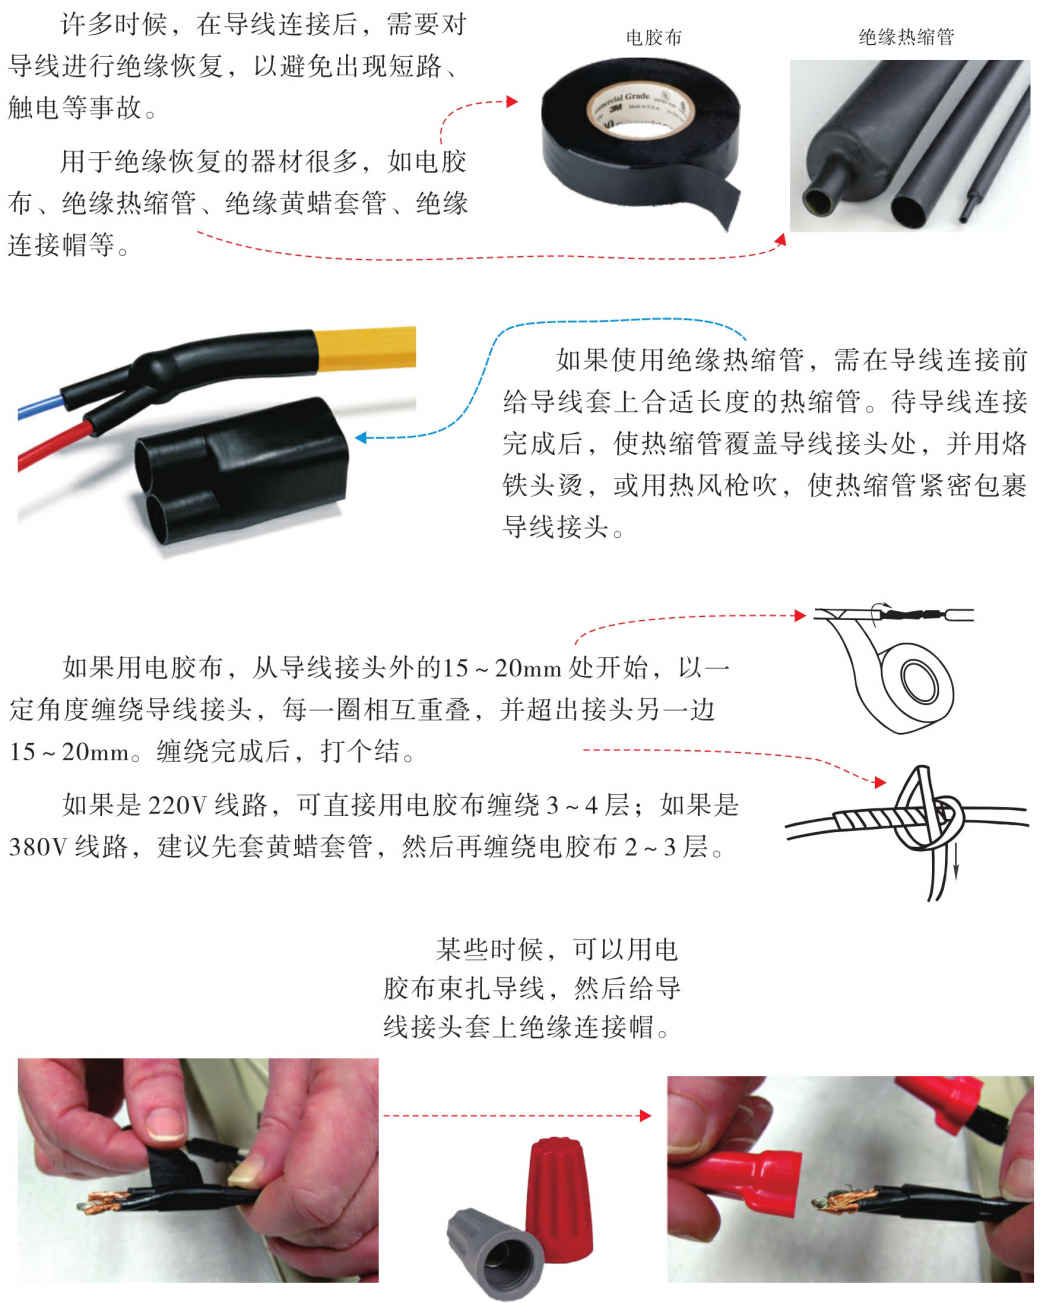 许多时候，在导线连接后，需要对
导线进行绝缘恢复，以避免出现短路、
触电等事故。
用于绝缘恢复的器材很多，如电胶
布、绝缘热缩管、绝缘黄蜡套管、绝缘
连接帽等。
电胶布
绝缘热缩管
Commercial Grade
3M
如果使用绝缘热缩管，需在导线连接前
给导线套上合适长度的热缩管。待导线连接
完成后，使热缩管覆盖导线接头处，并用烙
铁头烫，或用热风枪吹，使热缩管紧密包裹
导线接头。
如果用电胶布，从导线接头外的15～20mm 处开始，以一
定角度缠绕导线接头，每一圈相互重叠，并超出接头另一边
15～20mm。缠绕完成后，打个结。
如果是 220V 线路，可直接用电胶布缠绕 3～4 层；如果是
380V 线路，建议先套黄蜡套管，然后再缠绕电胶布 2～3 层。
某些时候，可以用电
胶布束扎导线，然后给导
线接头套上绝缘连接帽。